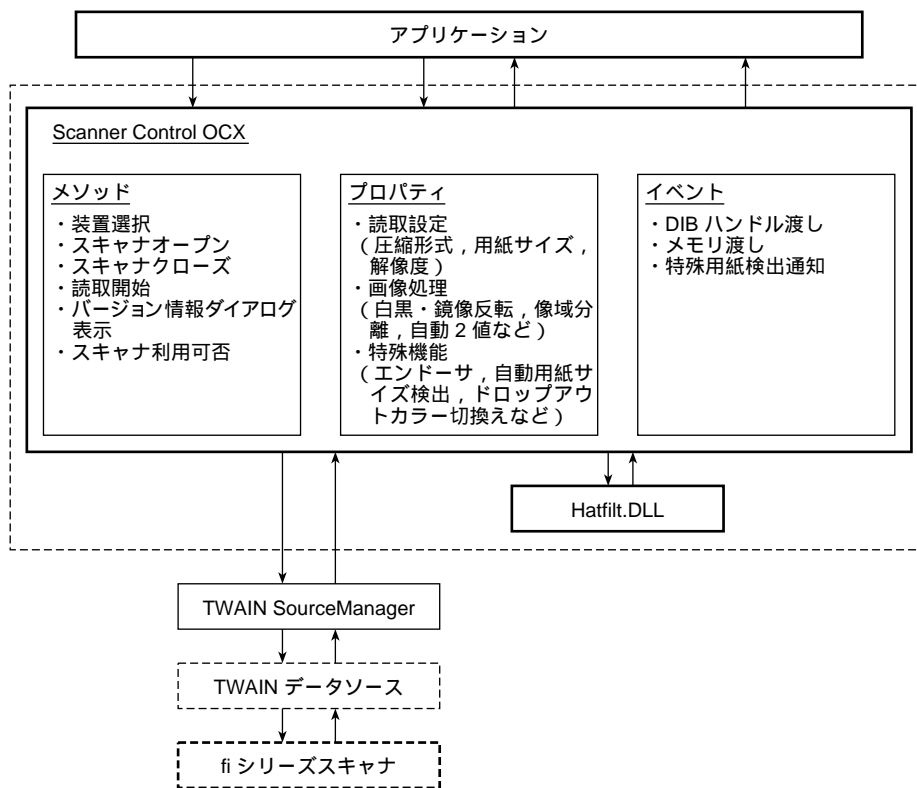 アプリケーション
Scanner Control OCX
メソッド
・装置選択
・スキャナオープン
・スキャナクローズ
・読取開始
・バージョン情報ダイアログ
表示
・スキャナ利用可否
プロパティ
・読取設定
（圧縮形式，用紙サイズ，
解像度）
・画像処理
（白黒・鏡像反転，像域分
離，自動２値など）
・特殊機能
（エンドーサ，自動用紙サ
イズ検出，ドロップアウ
トカラー切換えなど）
イベント
・DIB ハンドル渡し
・メモリ渡し
・特殊用紙検出通知
Hatfilt.DLL
TWAIN SourceManager
TWAIN データソース
fi シリーズスキャナ